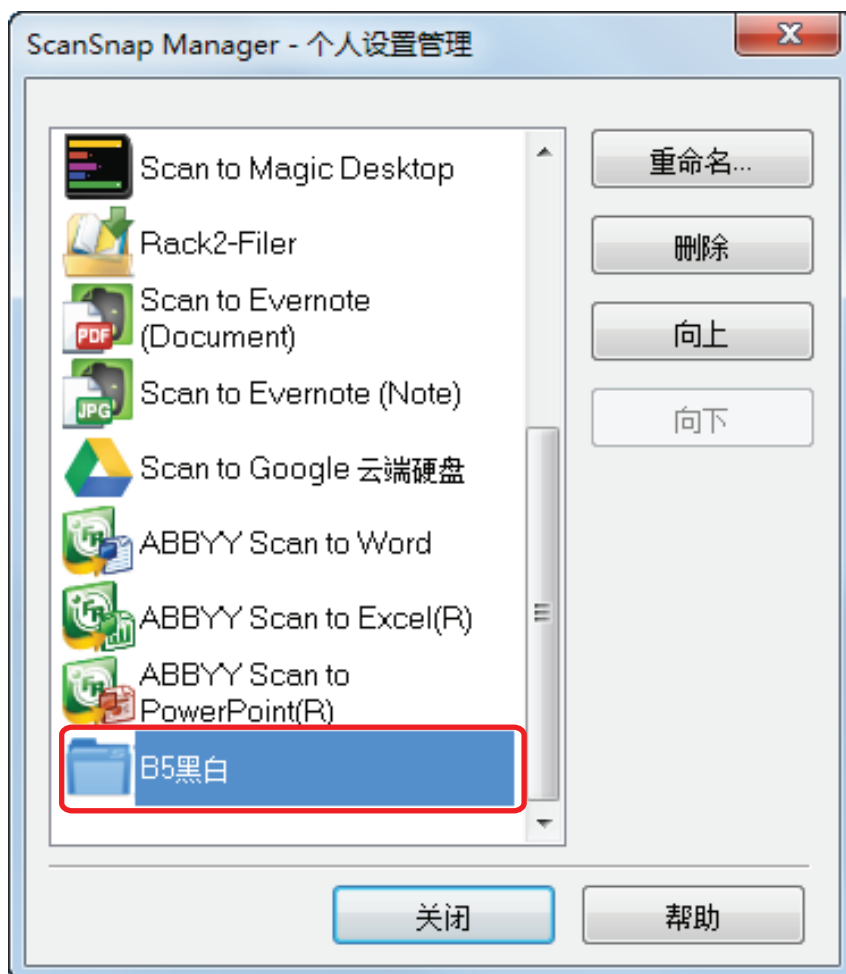 ScanSnap Manager - 个人设置管理
Scan to Magic Desktop
Rack2-Filer
Scan to Evernote
(Document)
Scan to Evernote (Note)
Scan to Google 云端硬盘
ABBYY Scan to Word
ABBYY Scan to Excel(R)
ABBYY Scan to
PowerPoint(R)
B5黑白
重命名...
删除
向上
向下
关闭
帮助
PDF
JPG